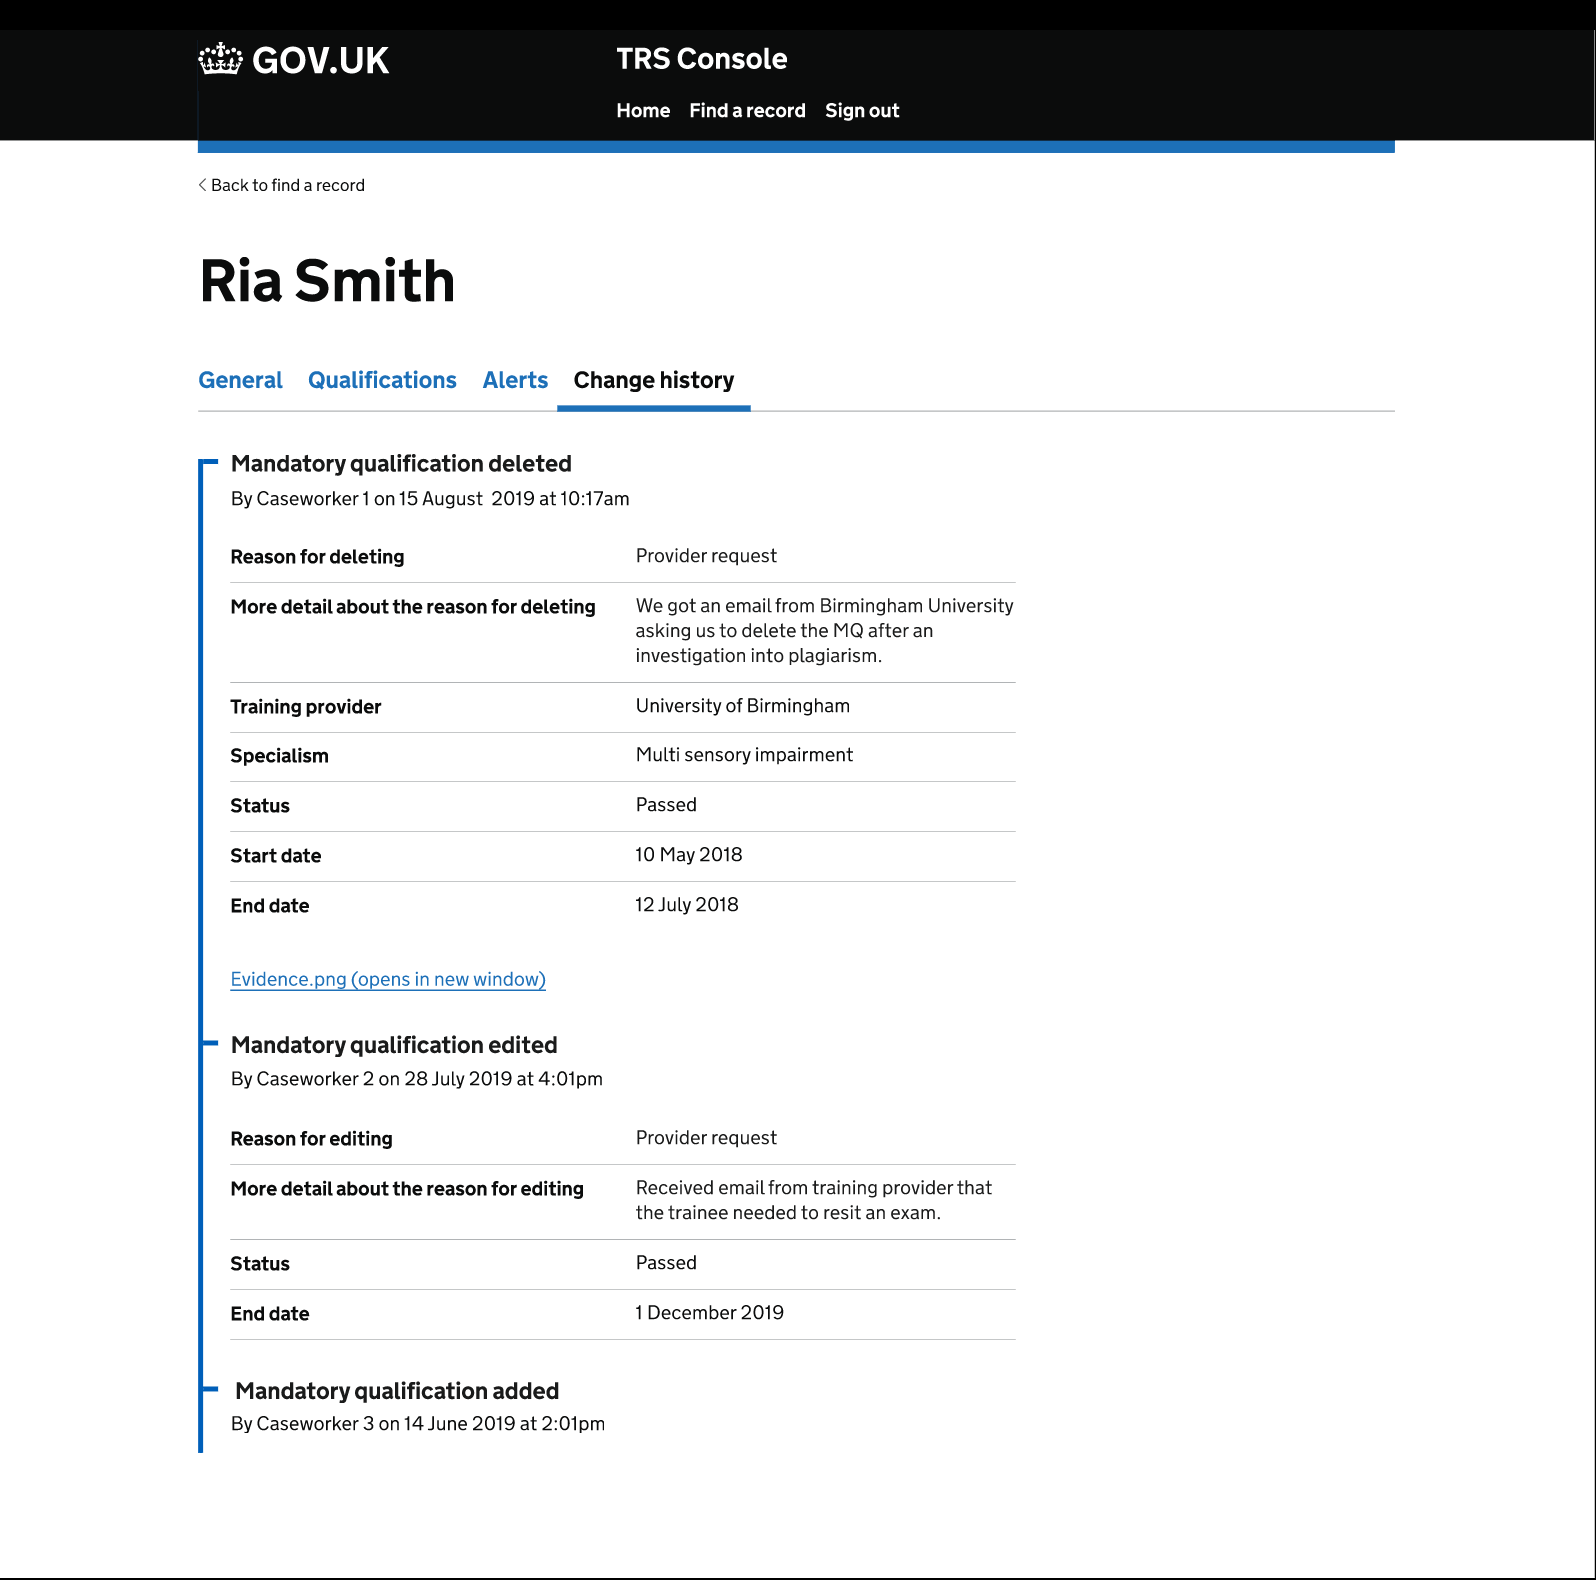 GOV.UK
TRS Console
Home Find a record Sign out
Back to find a record
Ria Smith
General Qualifications Alerts Change history
Mandatory qualification deleted
By Caseworker 1 on 15 August 2019 at 10:17am
Reason for deleting Provider request
More detail about the reason for deleting We got an email from Birmingham University
asking us to delete the MQ after an
investigation into plagiarism.
Training provider University of Birmingham
Specialism Multi sensory impairment
Status Passed
Start date 10 May 2018
End date 12 July 2018
Evidence.png (opens in new window)
Mandatory qualification edited
By Caseworker 2 on 28 July 2019 at 4:01pm
Reason for editing Provider request
More detail about the reason for editing Received email from training provider that
the trainee needed to resit an exam.
Status Passed
End date 1 December 2019
Mandatory qualification added
By Caseworker 3 on 14 June 2019 at 2:01pm